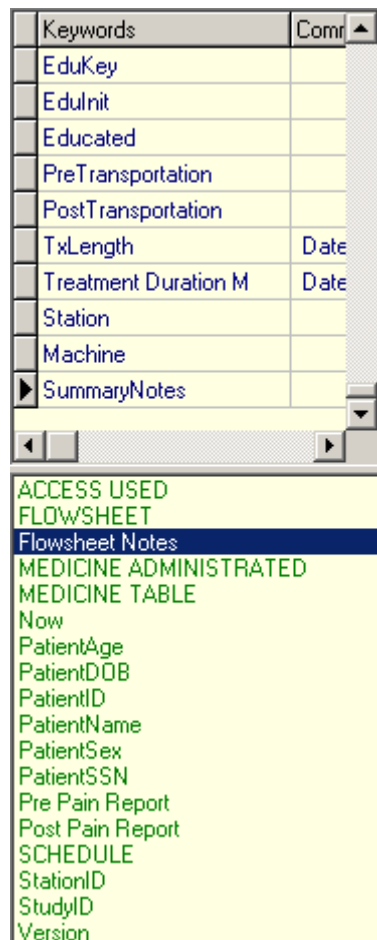 Keywords Comr
EduKey
EduInit
Educated
PreTransportation
PostTransportation
TxLength Date
Treatment Duration M Date
Station
Machine
SummaryNotes
ACCESS USED
FLOWSHEET
Flowsheet Notes
MEDICINE ADMINISTRATED
MEDICINE TABLE
Now
PatientAge
PatientDOB
PatientID
PatientName
PatientSex
PatientSSN
Pre Pain Report
Post Pain Report
SCHEDULE
StationID
StudyID
Version